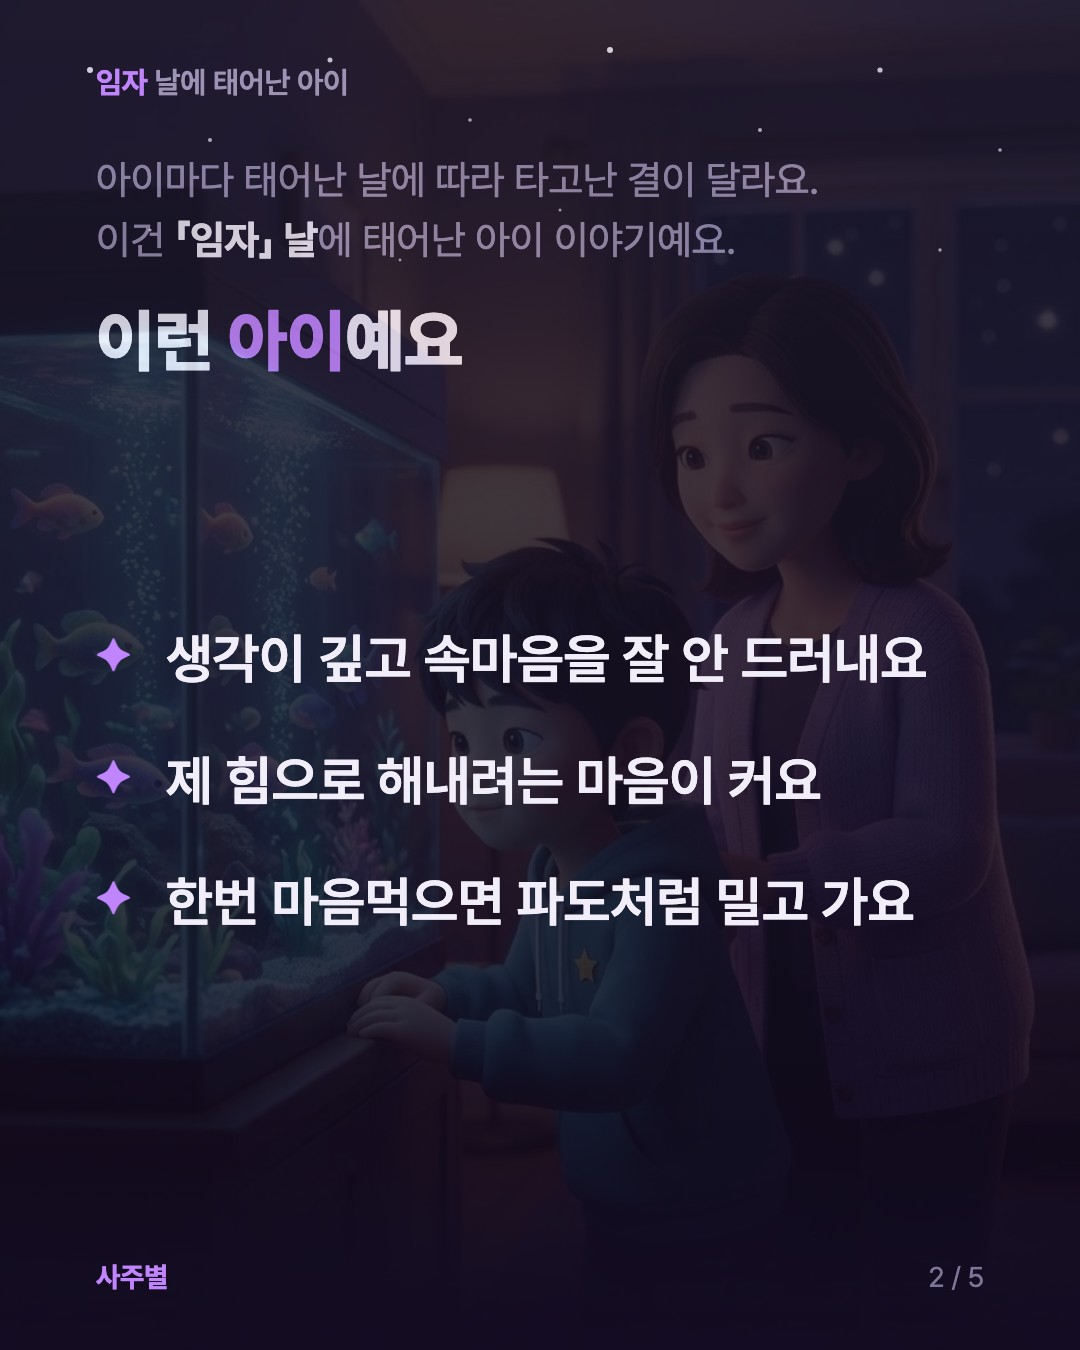 임자 날에 태어난 아이
아이마다 태어난 날에 따라 타고난 결이 달라요.
이건 「임자」 날에 태어난 아이 이야기예요.
이런 아이예요
생각이 깊고 속마음을 잘 안 드러내요
제 힘으로 해내려는 마음이 커요
한번 마음먹으면 파도처럼 밀고 가요
사주별
2 / 5